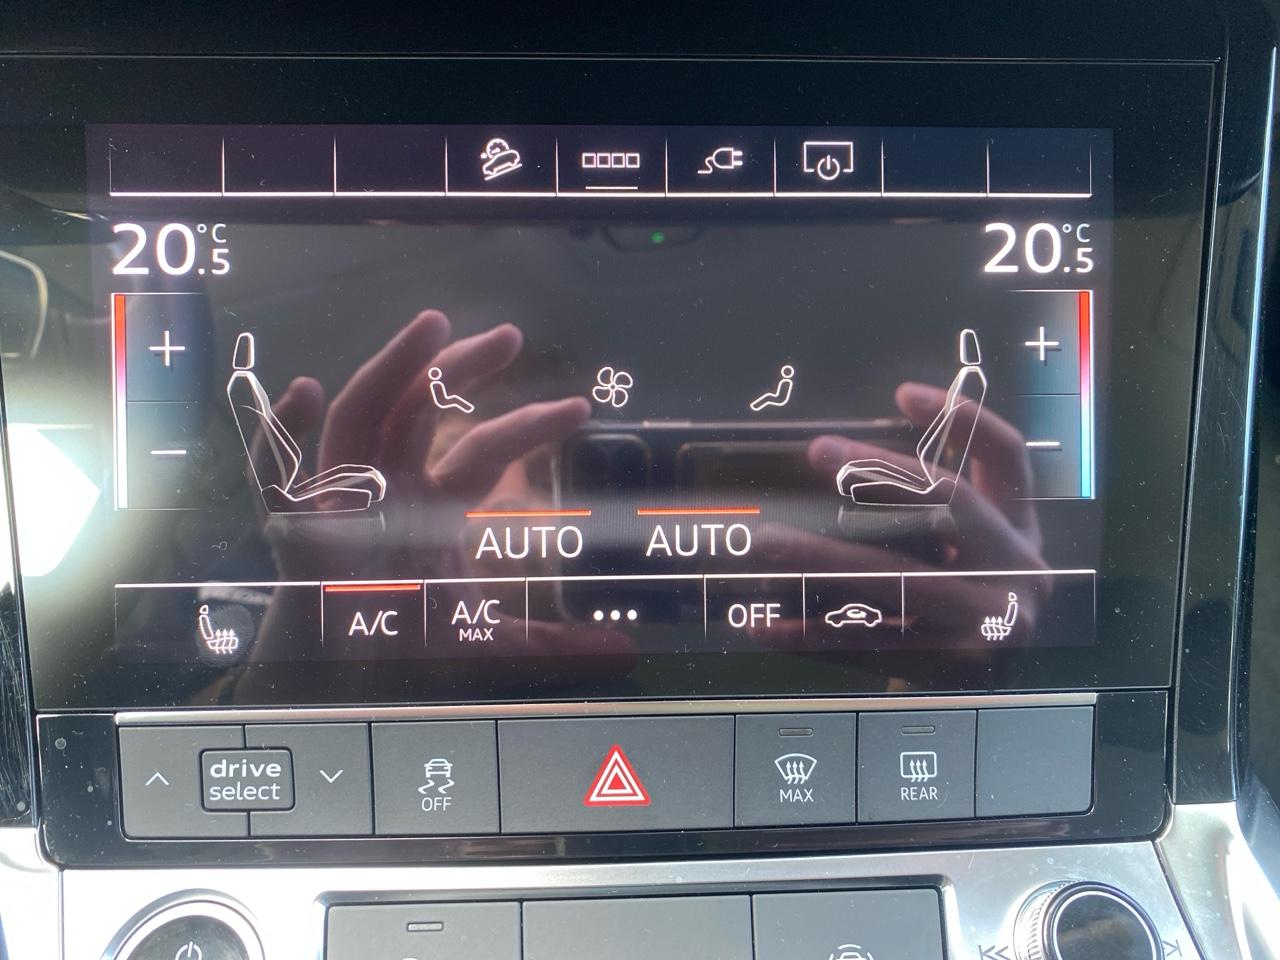 20.5 °C
20.5 °C
AUTO
AUTO
A/C
A/C
MAX
OFF
drive
select
OFF
MAX
REAR